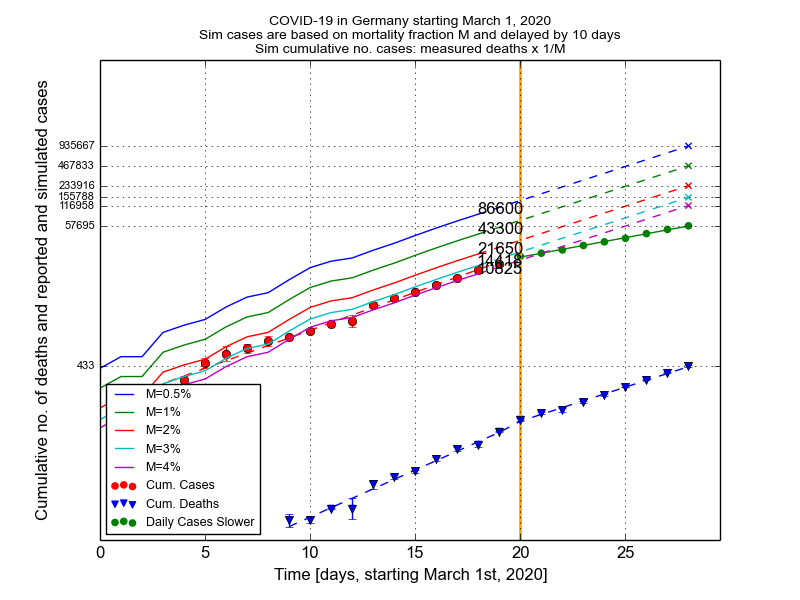 COVID-19 in Germany starting March 1, 2020
Sim cases are based on mortality fraction M and delayed by 10 days
Sim cumulative no. cases: measured deaths x 1/M
Cumulative no. of deaths and reported and simulated cases
935667
467833
233916
155788
116958
57695
433
86600
43300
21650
10825
M=0.5%
M=1%
M=2%
M=3%
M=4%
Cum. Cases
Cum. Deaths
Daily Cases Slower
0
5
10
15
20
25
Time [days, starting March 1st, 2020]